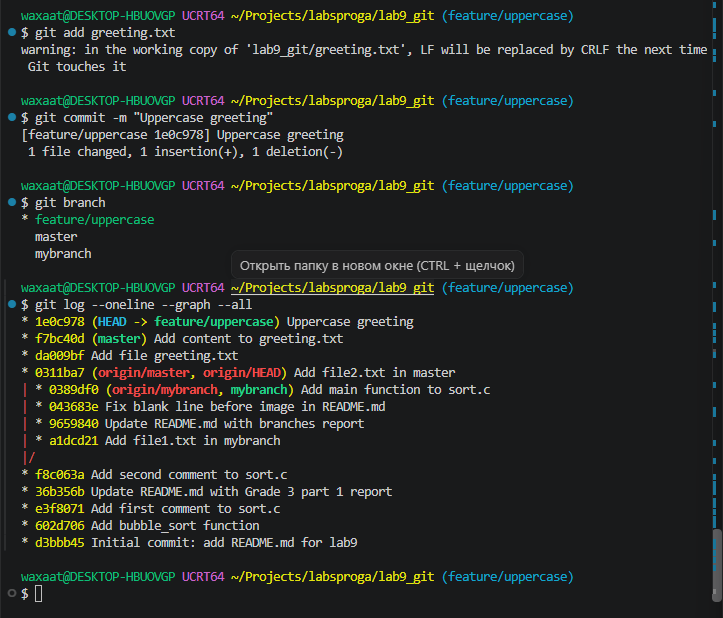 waxaat@DESKTOP-HBUOVGP UCRT64 ~/Projects/labsproga/lab9_git (feature/uppercase)
$ git add greeting.txt
warning: in the working copy of 'lab9_git/greeting.txt', LF will be replaced by CRLF the next time
 Git touches it
waxaat@DESKTOP-HBUOVGP UCRT64 ~/Projects/labsproga/lab9_git (feature/uppercase)
$ git commit -m "Uppercase greeting"
[feature/uppercase 1e0c978] Uppercase greeting
 1 file changed, 1 insertion(+), 1 deletion(-)
waxaat@DESKTOP-HBUOVGP UCRT64 ~/Projects/labsproga/lab9_git (feature/uppercase)
$ git branch
* feature/uppercase
  master
  mybranch
Открыть папку в новом окне (CTRL + щелчок)
waxaat@DESKTOP-HBUOVGP UCRT64 ~/Projects/labsproga/lab9_git (feature/uppercase)
$ git log --oneline --graph --all
* 1e0c978 (HEAD -> feature/uppercase) Uppercase greeting
* f7bc40d (master) Add content to greeting.txt
* da009bf Add file greeting.txt
* 0311ba7 (origin/master, origin/HEAD) Add file2.txt in master
| * 0389df0 (origin/mybranch, mybranch) Add main function to sort.c
| * 043683e Fix blank line before image in README.md
| * 9659840 Update README.md with branches report
| * a1dcd21 Add file1.txt in mybranch
|/
* f8c063a Add second comment to sort.c
* 36b356b Update README.md with Grade 3 part 1 report
* e3f8071 Add first comment to sort.c
* 602d706 Add bubble_sort function
* d3bbb45 Initial commit: add README.md for lab9
waxaat@DESKTOP-HBUOVGP UCRT64 ~/Projects/labsproga/lab9_git (feature/uppercase)
$